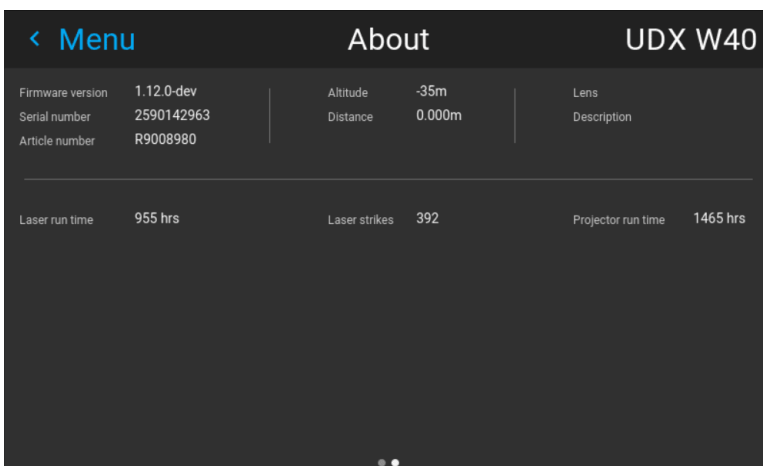 ‹ Menu About UDX W40
Firmware version 1.12.0-dev Altitude -35m Lens
Serial number 2590142963 Distance 0.000m Description
Article number R9008980
Laser run time 955 hrs Laser strikes 392 Projector run time 1465 hrs